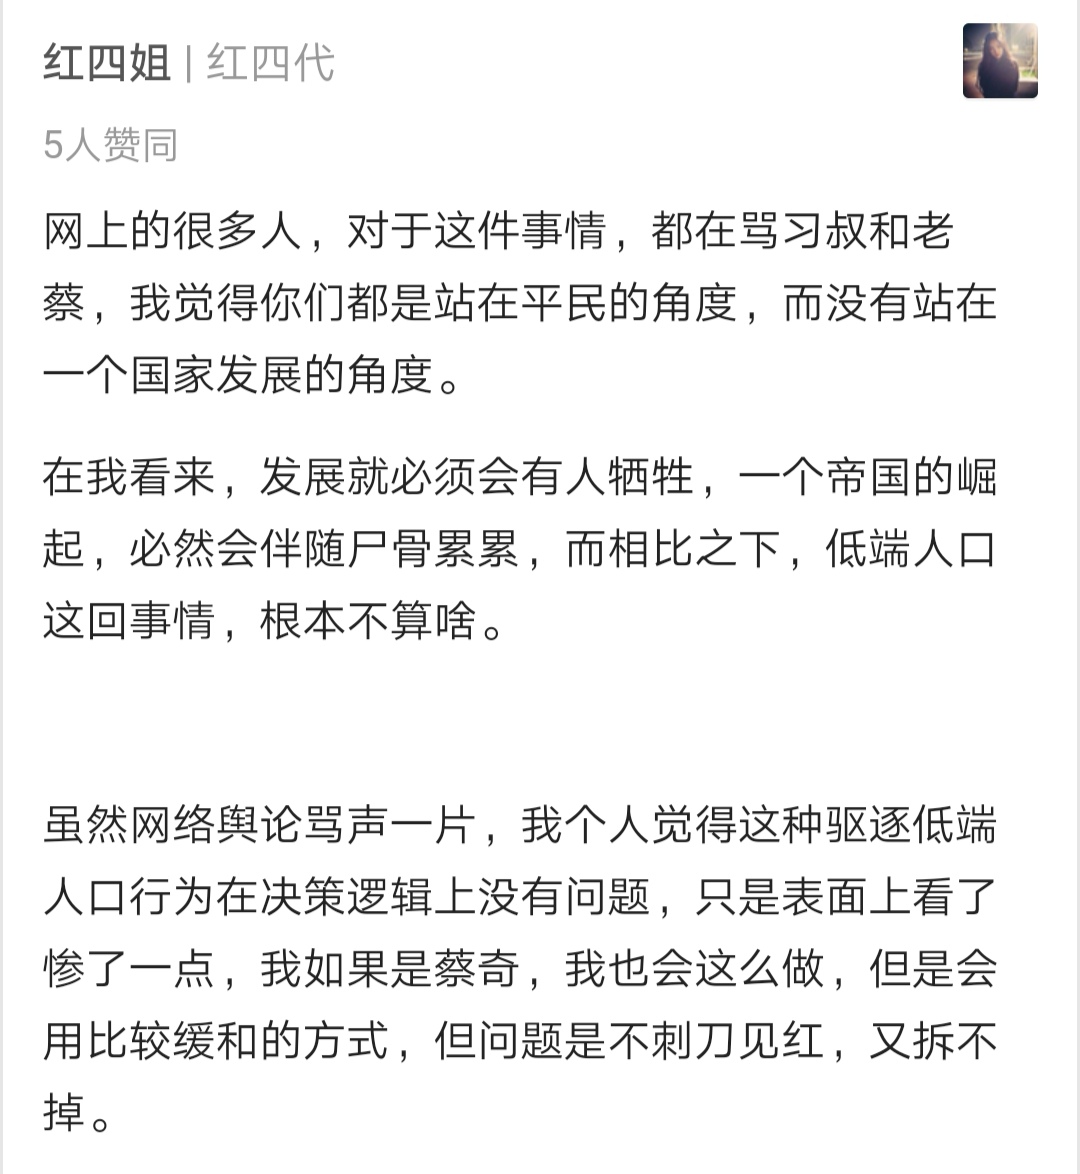 红四姐 | 红四代
5人赞同
网上的很多人，对于这件事情，都在骂习叔和老
蔡，我觉得你们都是站在平民的角度，而没有站在
一个国家发展的角度。
在我看来，发展就必须会有人牺牲，一个帝国的崛
起，必然会伴随尸骨累累，而相比之下，低端人口
这回事情，根本不算啥。
虽然网络舆论骂声一片，我个人觉得这种驱逐低端
人口行为在决策逻辑上没有问题，只是表面上看了
惨了一点，我如果是蔡奇，我也会这么做，但是会
用比较缓和的方式，但问题是不刺刀见红，又拆不
掉。